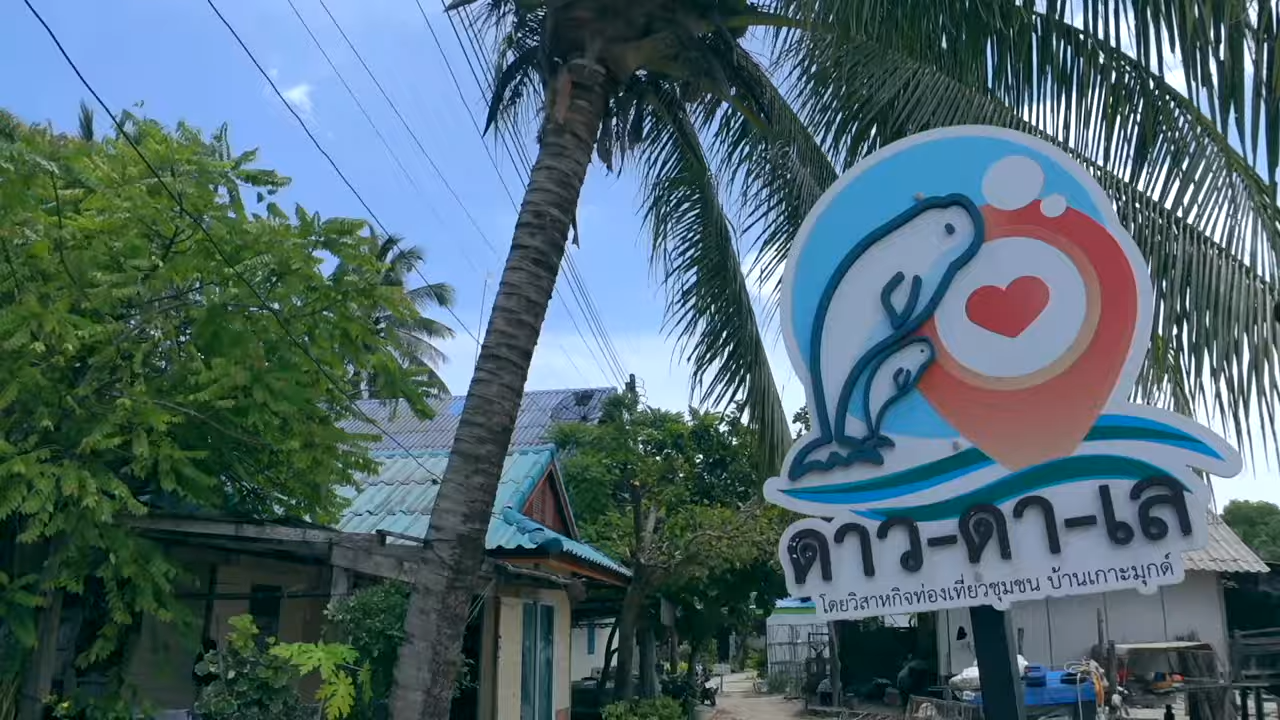 ดาว-ดา-เส
โดยวิสาหกิจท่องเที่ยวชุมชน บ้านเกาะมุกด์